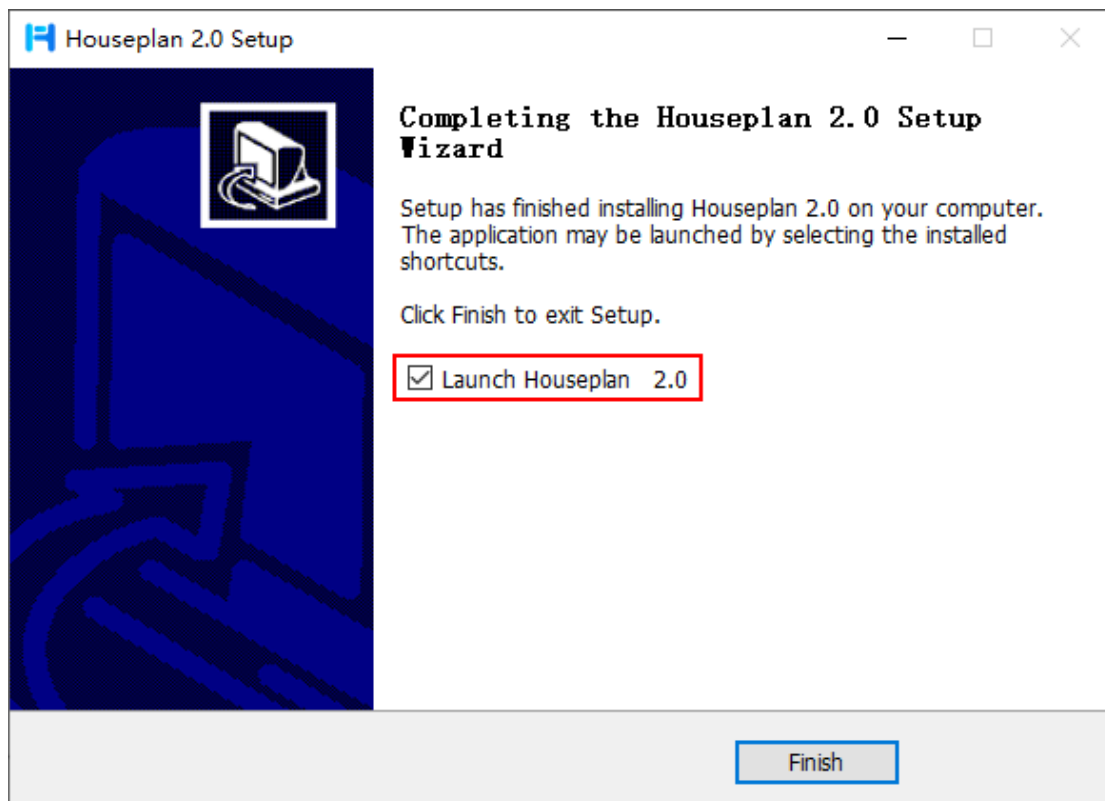 Houseplan 2.0 Setup
Completing the Houseplan 2.0 Setup
Wizard
Setup has finished installing Houseplan 2.0 on your computer.
The application may be launched by selecting the installed
shortcuts.
Click Finish to exit Setup.
Launch Houseplan   2.0
Finish